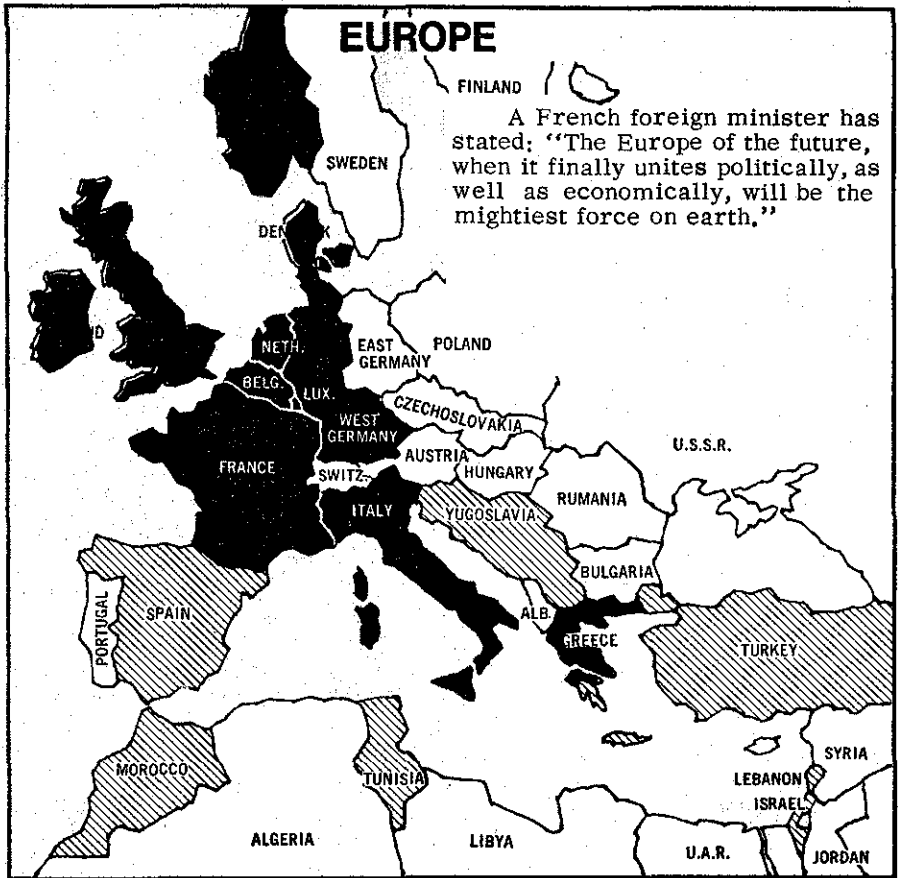 EUROPE
FINLAND
A French foreign minister has
stated: “The Europe of the future,
when it finally unites politically, as
well as economically, will be the
mightiest force on earth.”
SWEDEN
DEN K
D
NETH.
EAST
GERMANY
POLAND
BELG.
LUX.
CZECHOSLOVAKIA
WEST
GERMANY
U.S.S.R.
AUSTRIA
FRANCE
SWITZ.
HUNGARY
RUMANIA
ITALY
YUGOSLAVIA
BULGARIA
PORTUGAL
SPAIN
ALB.
GREECE
TURKEY
SYRIA
MOROCCO
TUNISIA
LEBANON
ISRAEL
ALGERIA
LIBYA
U.A.R.
JORDAN